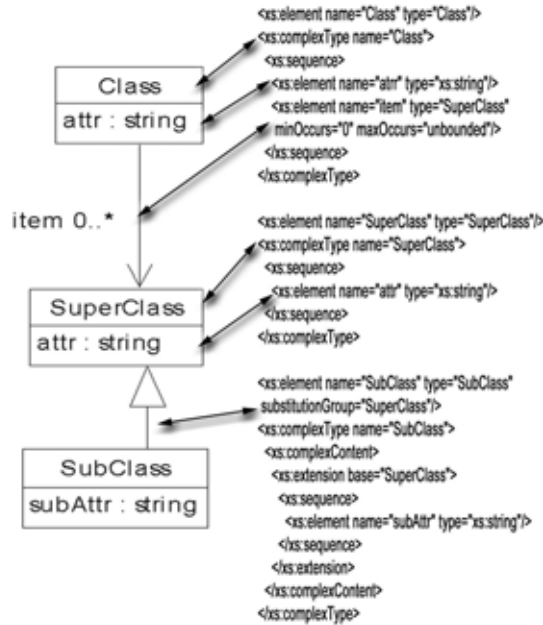 Class
attr : string
item 0..*
SuperClass
attr : string
SubClass
subAttr : string
<xs:element name="Class" type="Class"/>
<xs:complexType name="Class">
<xs:sequence>
<xs:element name="atrr" type="xs:string"/>
<xs:element name="item" type="SuperClass"
minOccurs="0" maxOccurs="unbounded"/>
</xs:sequence>
</xs:complexType>
<xs:element name="SuperClass" type="SuperClass"/>
<xs:complexType name="SuperClass">
<xs:sequence>
<xs:element name="attr" type="xs:string"/>
</xs:sequence>
</xs:complexType>
<xs:element name="SubClass" type="SubClass"
substitutionGroup="SuperClass"/>
<xs:complexType name="SubClass">
<xs:complexContent>
<xs:extension base="SuperClass">
<xs:sequence>
<xs:element name="subAttr" type="xs:string"/>
</xs:sequence>
</xs:extension>
</xs:complexContent>
</xs:complexType>